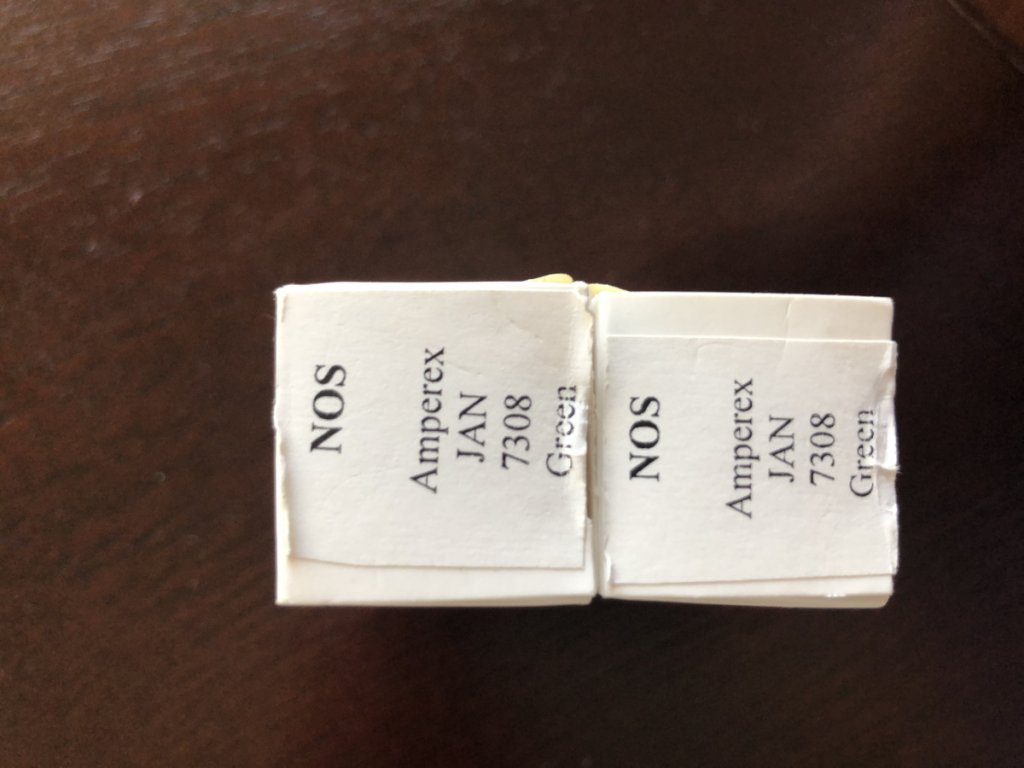 NOS
Amperex
JAN
7308
Green
NOS
Amperex
JAN
7308
Green